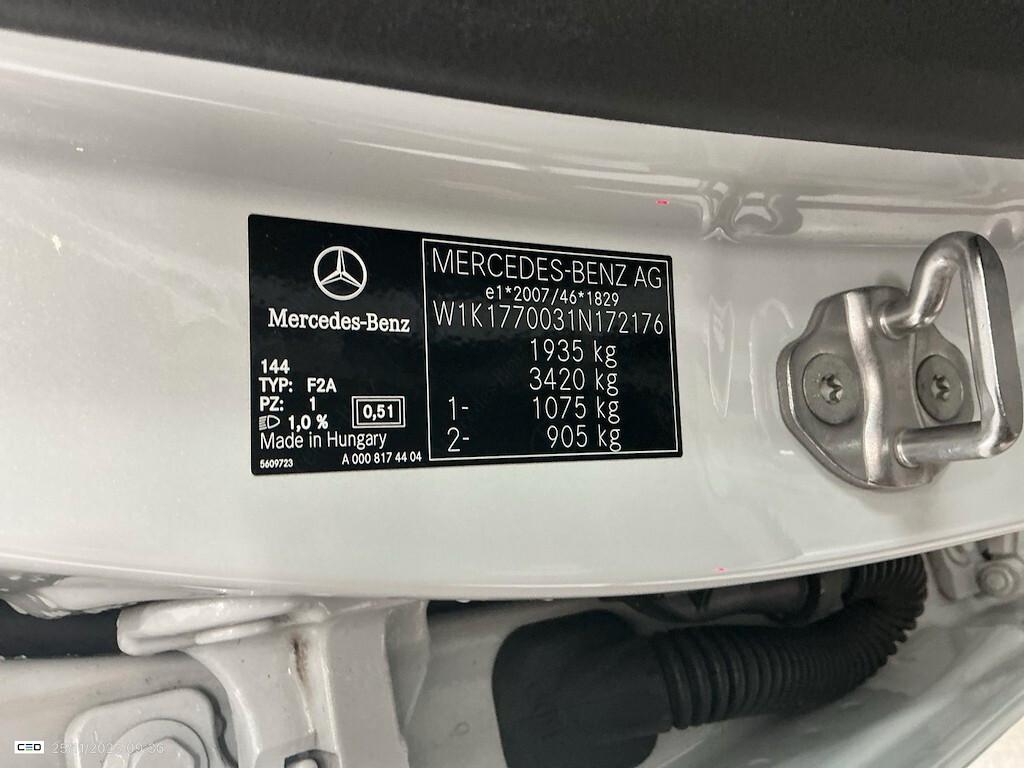 Mercedes-Benz
144
TYP: F2A
PZ: 1
1,0 %
0,51
Made in Hungary
5609723
A 000 817 44 04
MERCEDES-BENZ AG
e1*2007/46*1829
W1K1770031N172176
1935 kg
3420 kg
1- 1075 kg
2- 905 kg